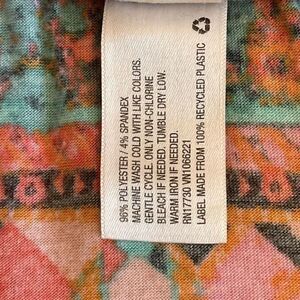 96% POLYESTER / 4% SPANDEX
MACHINE WASH COLD WITH LIKE COLORS.
GENTLE CYCLE. ONLY NON-CHLORINE
BLEACH IF NEEDED. TUMBLE DRY LOW.
WARM IRON IF NEEDED.
RN17730 VN1066221
LABEL MADE FROM 100% RECYCLED PLASTIC